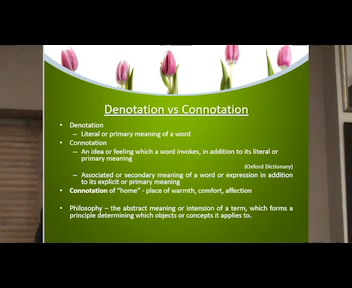 Denotation vs Connotation
• Denotation
– Literal or primary meaning of a word
• Connotation
– An idea or feeling which a word invokes, in addition to its literal or
primary meaning
(Oxford Dictionary)
– Associated or secondary meaning of a word or expression in addition
to its explicit or primary meaning
• Connotation of "home" - place of warmth, comfort, affection
• Philosophy – the abstract meaning or intension of a term, which forms a
principle determining which objects or concepts it applies to.